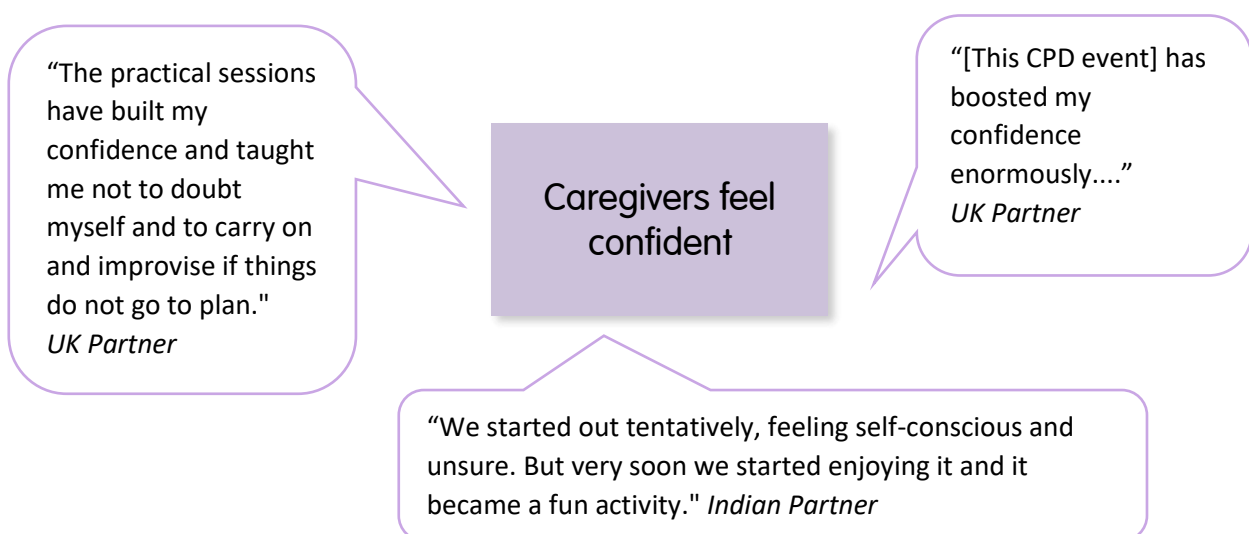 “The practical sessions
have built my
confidence and taught
me not to doubt
myself and to carry on
and improvise if things
do not go to plan."
UK Partner
Caregivers feel
confident
“[This CPD event] has
boosted my
confidence
enormously....”
UK Partner
“We started out tentatively, feeling self-conscious and
unsure. But very soon we started enjoying it and it
became a fun activity." Indian Partner